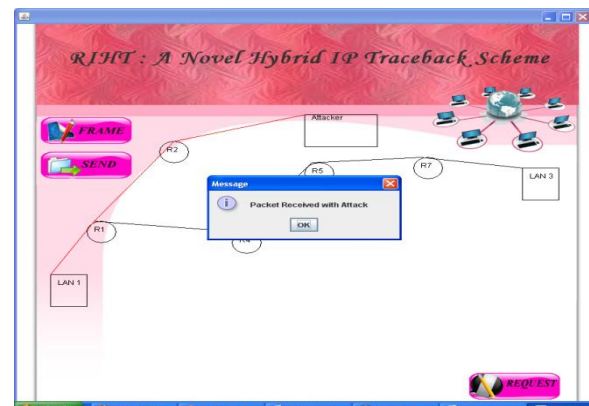 RIHT : A Novel Hybrid IP Traceback Scheme
FRAME
Attacker
R2
SEND
R5
R7
LAN 3
Message
Packet Received with Attack
OK
R1
R4
LAN 1
REQUEST